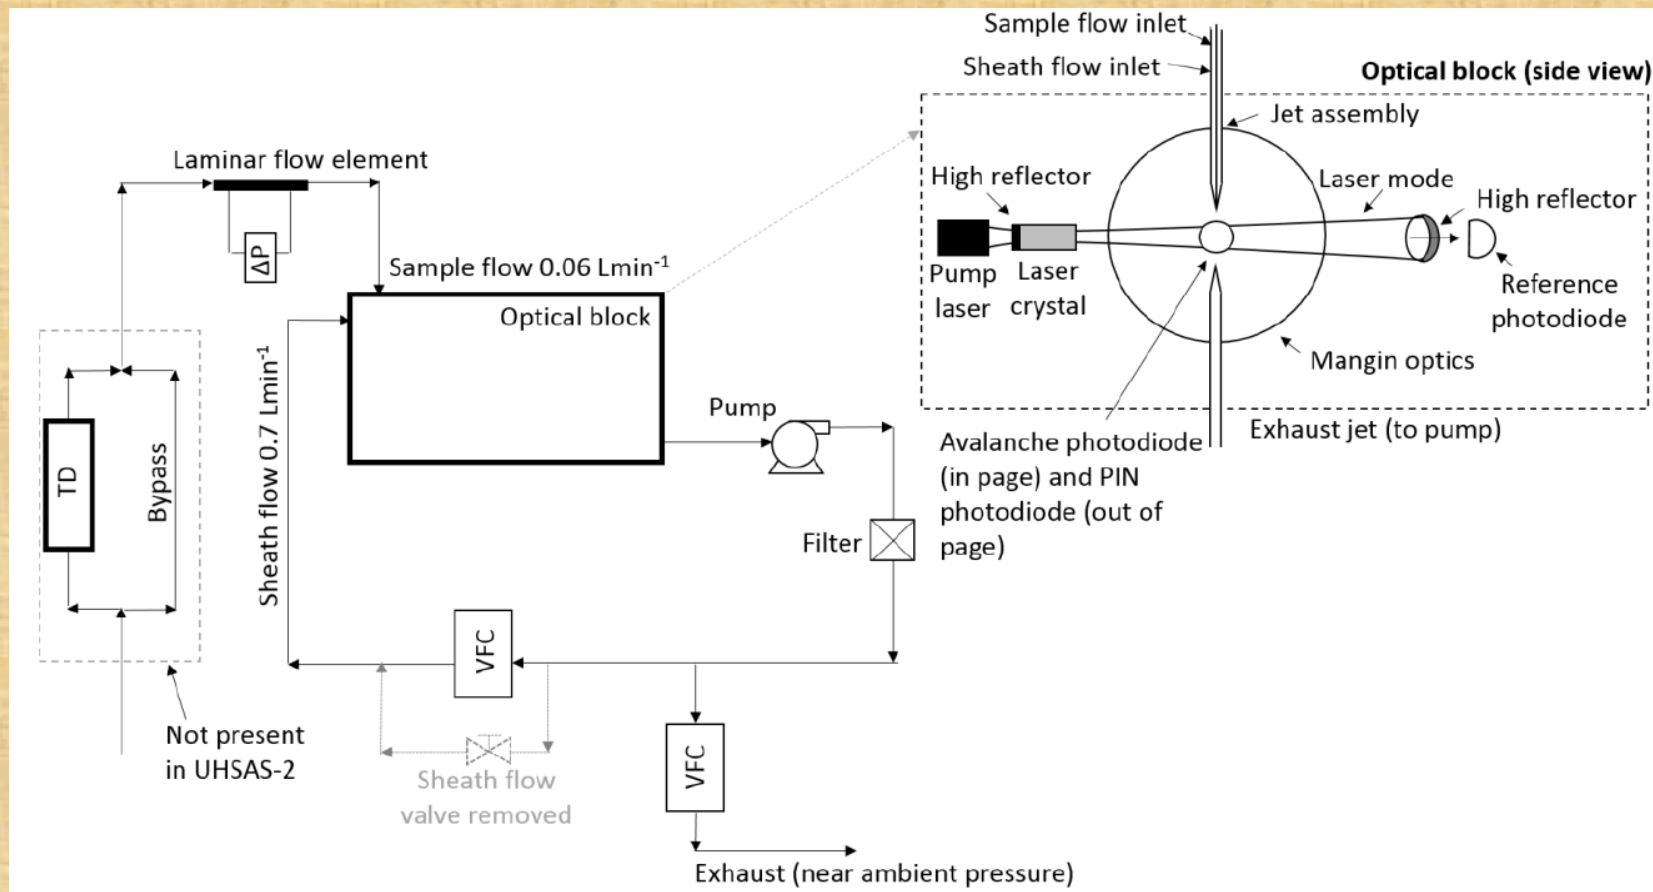 Laminar flow element
ΔP
Sample flow 0.06 Lmin⁻¹
Optical block
Sheath flow 0.7 Lmin⁻¹
TD
Bypass
Not present
in UHSAS-2
Pump
Filter
VFC
Sheath flow
valve removed
VFC
Exhaust (near ambient pressure)
Sample flow inlet
Sheath flow inlet
Optical block (side view)
Jet assembly
High reflector
Laser mode
High reflector
Pump
laser
Laser
crystal
Reference
photodiode
Mangin optics
Exhaust jet (to pump)
Avalanche photodiode
(in page) and PIN
photodiode (out of
page)